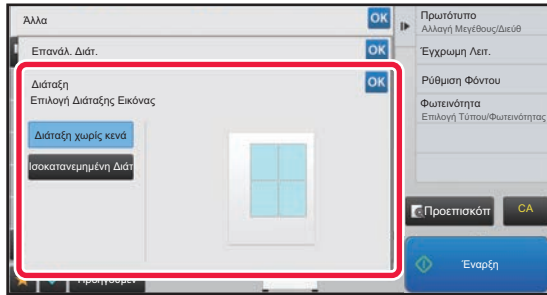 Άλλα
OK
Επανάλ. Διάτ.
OK
Διάταξη
Επιλογή Διάταξης Εικόνας
OK
Διάταξη χωρίς κενά
Ισοκατανεμημένη Διάτ
Προηγούμεν
Πρωτότυπο
Αλλαγή Μεγέθους/Διεύθ
Έγχρωμη Λειτ.
Ρύθμιση Φόντου
Φωτεινότητα
Επιλογή Τύπου/Φωτεινότητας
Προεπισκόπ
CA
Έναρξη